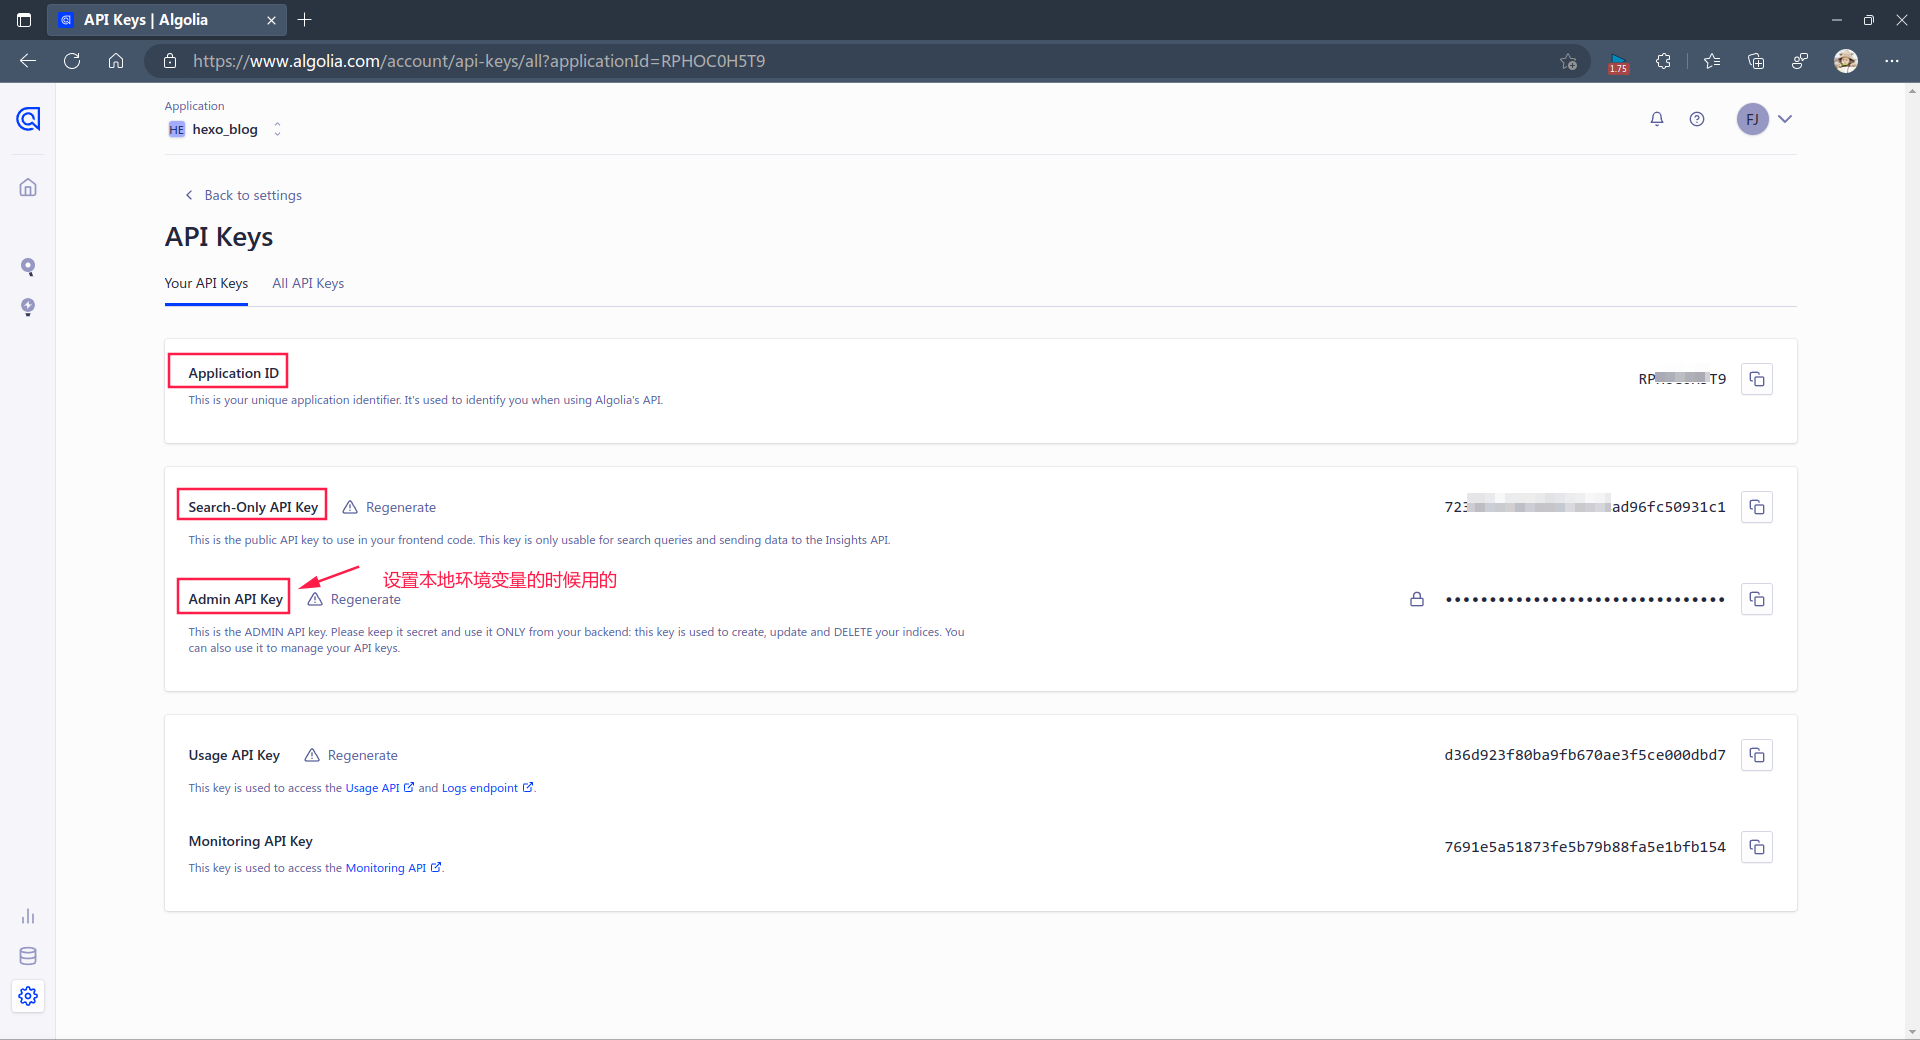 API Keys | Algolia
https://www.algolia.com/account/api-keys/all?applicationId=RPHOC0H5T9
1.75
Application
HE hexo_blog
FJ
Back to settings
API Keys
Your API Keys All API Keys
Application ID
RP T9
This is your unique application identifier. It's used to identify you when using Algolia's API.
Search-Only API Key Regenerate
723 ad96fc50931c1
This is the public API key to use in your frontend code. This key is only usable for search queries and sending data to the Insights API.
设置本地环境变量的时候用的
Admin API Key Regenerate
••••••••••••••••••••••••••••••••
This is the ADMIN API key. Please keep it secret and use it ONLY from your backend: this key is used to create, update and DELETE your indices. You
can also use it to manage your API keys.
Usage API Key Regenerate
d36d923f80ba9fb670ae3f5ce000dbd7
This key is used to access the Usage API and Logs endpoint.
Monitoring API Key
7691e5a51873fe5b79b88fa5e1bfb154
This key is used to access the Monitoring API.